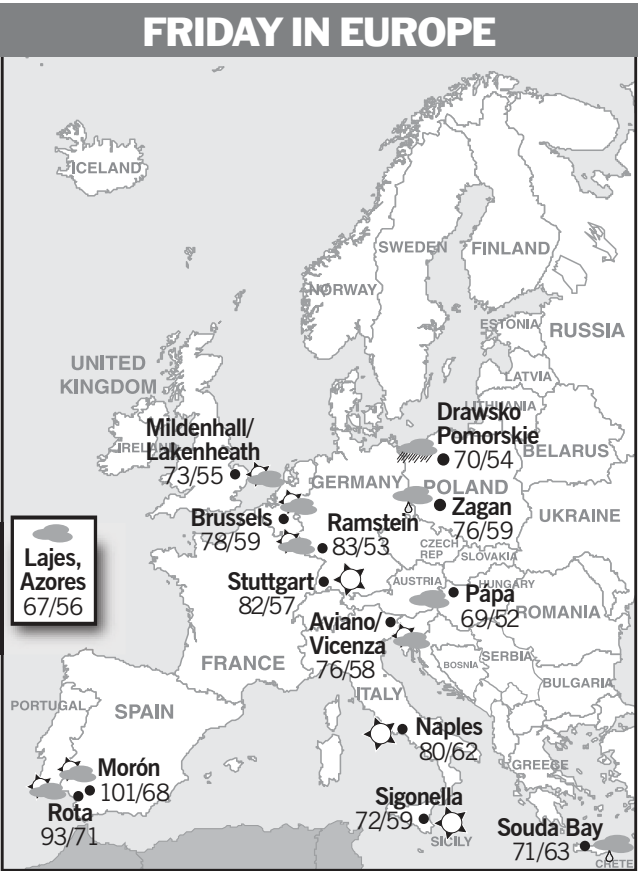 FRIDAY IN EUROPE
ICELAND
SWEDEN
FINLAND
NORWAY
ESTONIA
RUSSIA
LATVIA
LITHUANIA
UNITED
KINGDOM
IRELAND
Mildenhall/
Lakenheath
73/55
Drawsko
Pomorskie
70/54
BELARUS
GERMANY
POLAND
Zagan
76/59
UKRAINE
Brussels
78/59
Ramstein
83/53
CZECH
REP
SLOVAKIA
Lajes,
Azores
67/56
Stuttgart
82/57
AUSTRIA
HUNGARY
Pápa
69/52
ROMANIA
Aviano/
Vicenza
76/58
FRANCE
BOSNIA
SERBIA
BULGARIA
ITALY
PORTUGAL
SPAIN
Naples
80/62
GREECE
Morón
101/68
Rota
93/71
Sigonella
72/59
SICILY
Souda Bay
71/63
CRETE